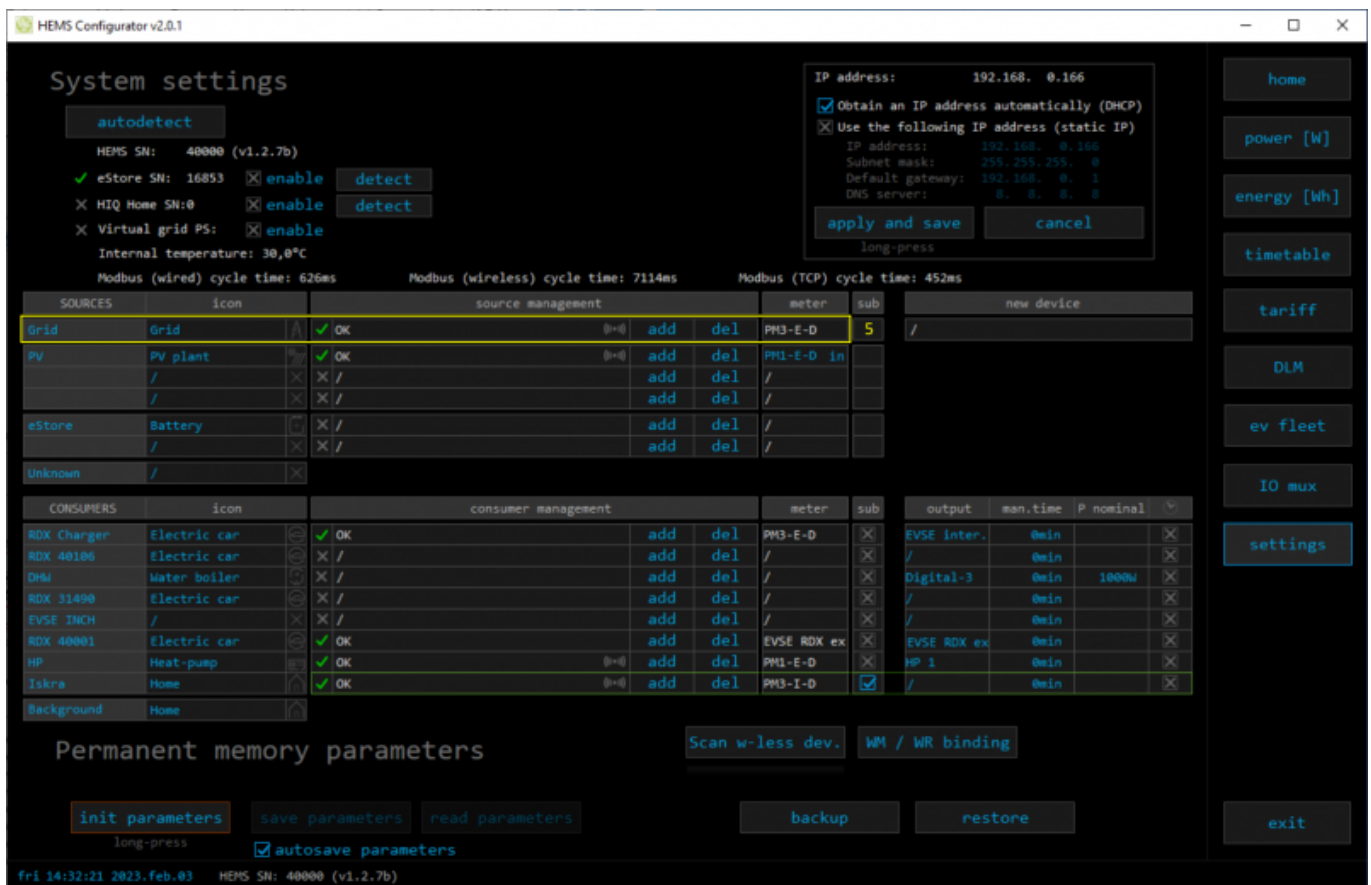 HEMS Configurator v2.0.1
System settings
autodetect
HEMS SN: 40000 (v1.2.7b)
eStore SN: 16853 enable detect
HIQ Home SN:0 enable detect
Virtual grid PS: enable
Internal temperature: 30,0°C
Modbus (wired) cycle time: 626ms Modbus (wireless) cycle time: 7114ms Modbus (TCP) cycle time: 452ms
IP address: 192.168. 0.166
Obtain an IP address automatically (DHCP)
Use the following IP address (static IP)
IP address: 192.168. 0.166
Subnet mask: 255.255.255. 0
Default gateway: 192.168. 0. 1
DNS server: 8. 8. 8. 8
apply and save cancel
long-press
SOURCES icon source management meter sub new device
Grid Grid OK add del PM3-E-D 5 /
PV PV plant OK add del PM1-E-D in
/ / add del /
/ / add del /
eStore Battery / add del /
/ / add del /
Unknown /
CONSUMERS icon consumer management meter sub output man.time P nominal
RDX Charger Electric car OK add del PM3-E-D EVSE inter. 0min
RDX 40106 Electric car / add del / / 0min
DHW Water boiler / add del / Digital-3 0min 1000W
RDX 31490 Electric car / add del / / 0min
EVSE INCH / / add del / / 0min
RDX 40001 Electric car OK add del EVSE RDX ex EVSE RDX ex 0min
HP Heat-pump OK add del PM1-E-D HP 1 0min
Iskra Home OK add del PM3-I-D / 0min
Background Home
Permanent memory parameters
Scan w-less dev. WM / WR binding
init parameters save parameters read parameters backup restore
long-press
autosave parameters
home
power [W]
energy [Wh]
timetable
tariff
DLM
ev fleet
IO mux
settings
exit
fri 14:32:21 2023.feb.03 HEMS SN: 40000 (v1.2.7b)